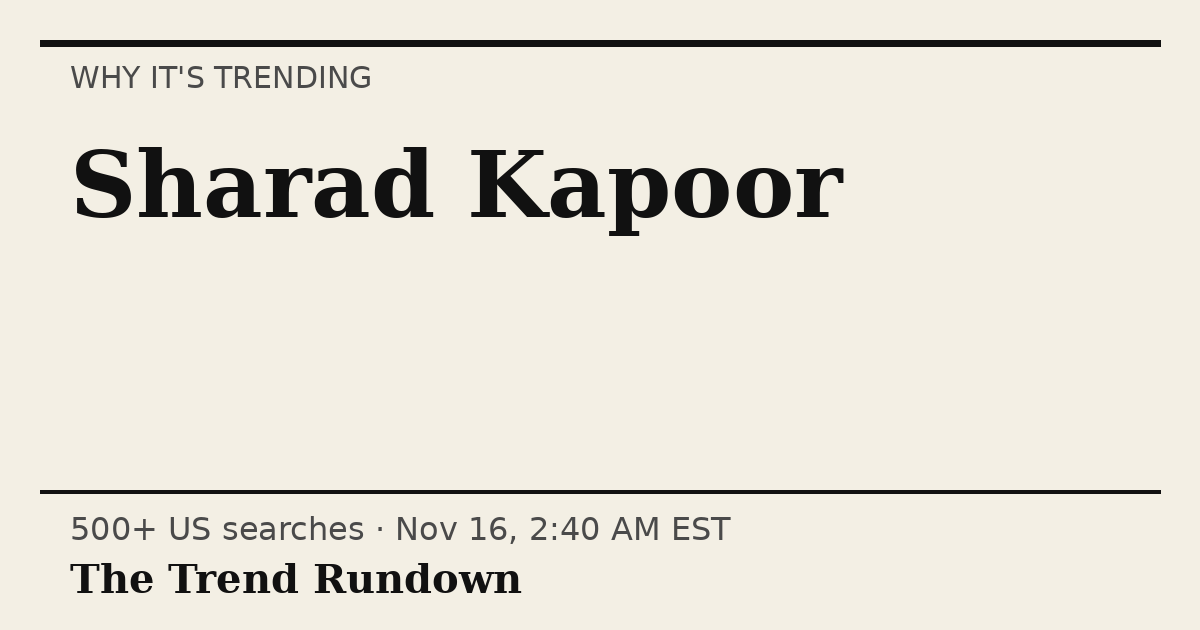 WHY IT'S TRENDING
Sharad Kapoor
500+ US searches · Nov 16, 2:40 AM EST
The Trend Rundown